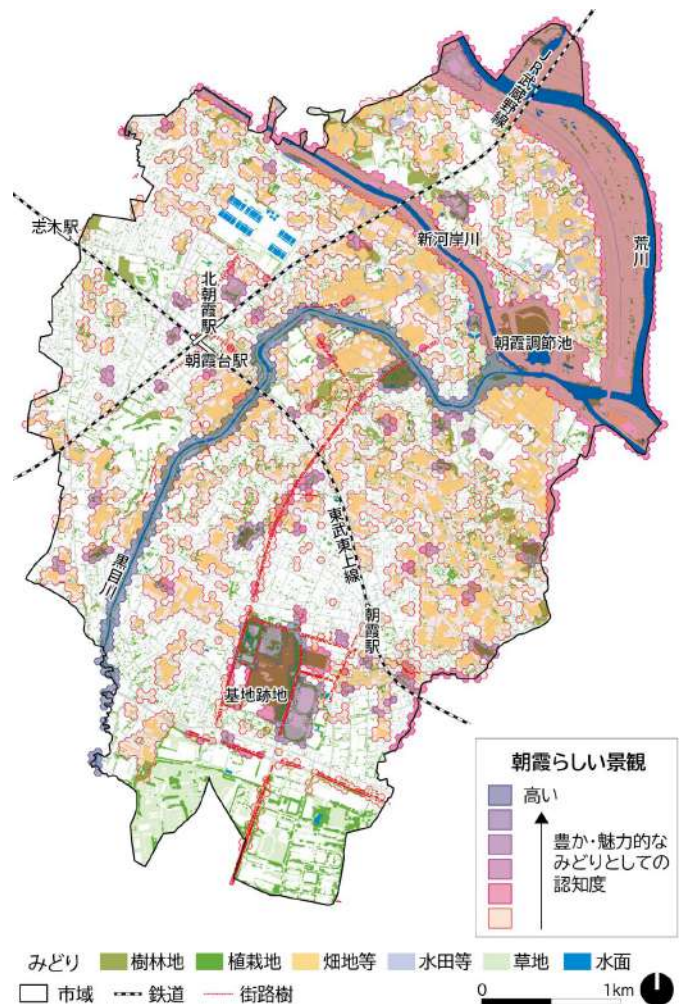 JR武蔵野線
志木駅
新河岸川
荒川
北朝霞駅
朝霞台駅
朝霞調節池
黒目川
東武東上線
朝霞駅
基地跡地
朝霞らしい景観
高い
豊か・魅力的な
みどりとしての
認知度
みどり 樹林地 植栽地 畑地等 水田等 草地 水面
市域 鉄道 街路樹
0 1km